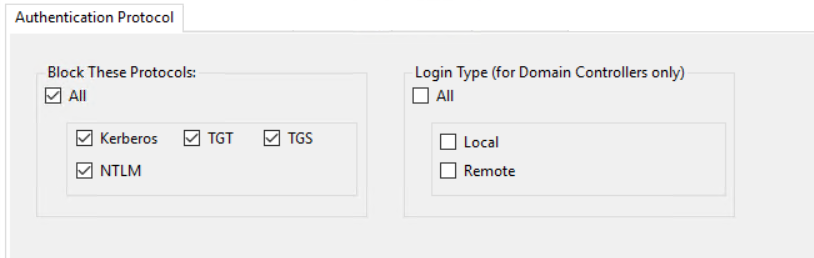 Authentication Protocol
Block These Protocols:
All
Kerberos TGT TGS
NTLM
Login Type (for Domain Controllers only)
All
Local
Remote